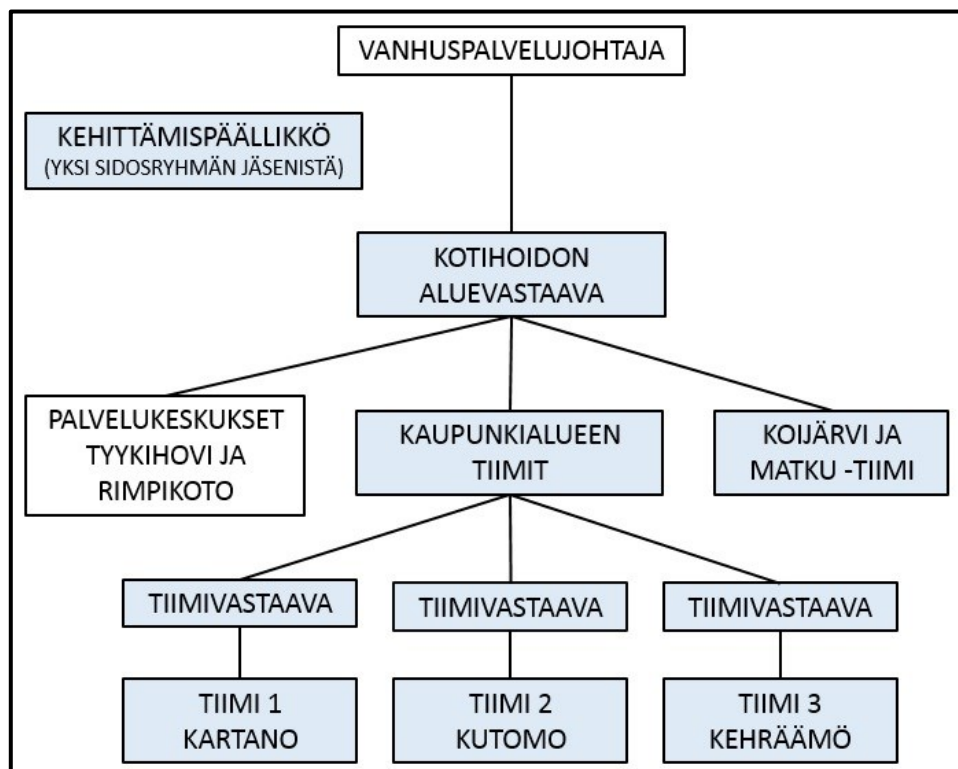 VANHUSPALVELUJOHTAJA
KEHITTÄMISPÄÄLLIKKÖ
(YKSI SIDOSRYHMÄN JÄSENISTÄ)
KOTIHOIDON
ALUEVASTAAVA
PALVELUKESKUKSET
TYYKIHOVI JA
RIMPIKOTO
KAUPUNKIALUEEN
TIIMIT
KOIJÄRVI JA
MATKU -TIIMI
TIIMIVASTAAVA
TIIMIVASTAAVA
TIIMIVASTAAVA
TIIMI 1
KARTANO
TIIMI 2
KUTOMO
TIIMI 3
KEHRÄÄMÖ